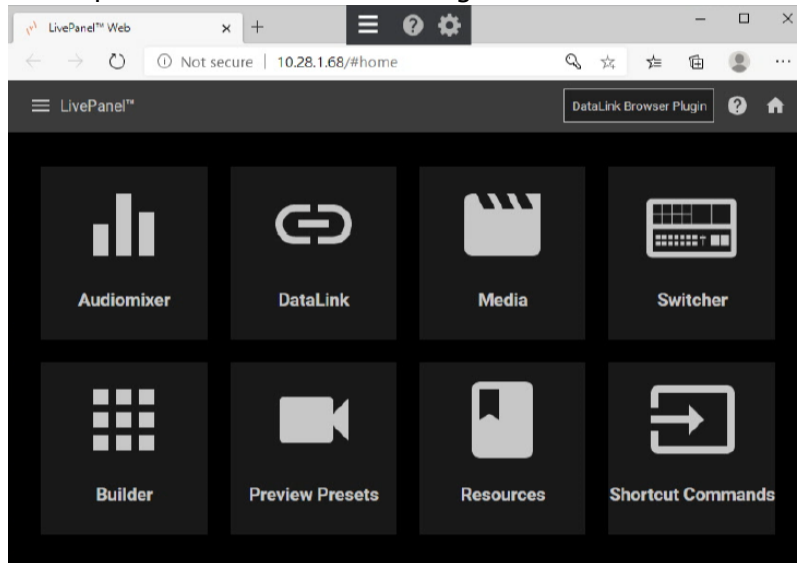 LivePanel™ Web
Not secure | 10.28.1.68/#home
LivePanel™
DataLink Browser Plugin
Audiomixer
DataLink
Media
Switcher
Builder
Preview Presets
Resources
Shortcut Commands